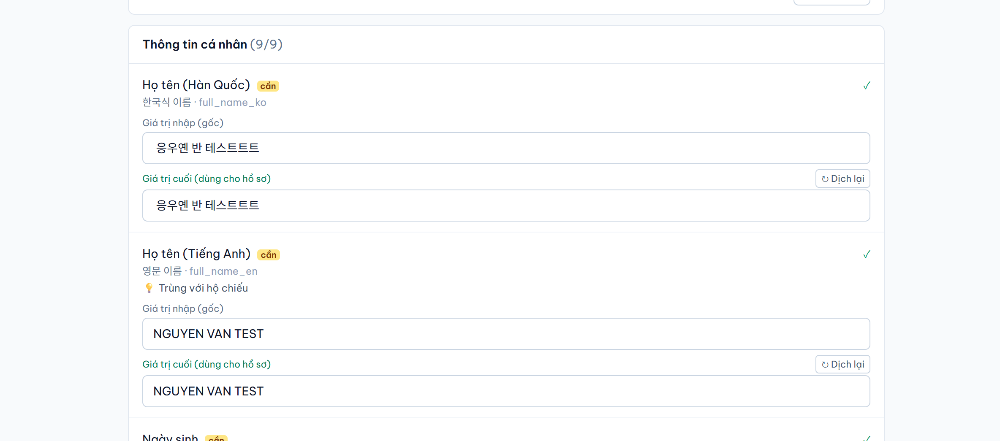 Thông tin cá nhân (9/9)
Họ tên (Hàn Quốc) cần
✓
한국식 이름 · full_name_ko
Giá trị nhập (gốc)
응우옌 반 테스트트트
Giá trị cuối (dùng cho hồ sơ)
↻ Dịch lại
응우옌 반 테스트트트
Họ tên (Tiếng Anh) cần
✓
영문 이름 · full_name_en
💡 Trùng với hộ chiếu
Giá trị nhập (gốc)
NGUYEN VAN TEST
Giá trị cuối (dùng cho hồ sơ)
↻ Dịch lại
NGUYEN VAN TEST
Ngày sinh cần
✓